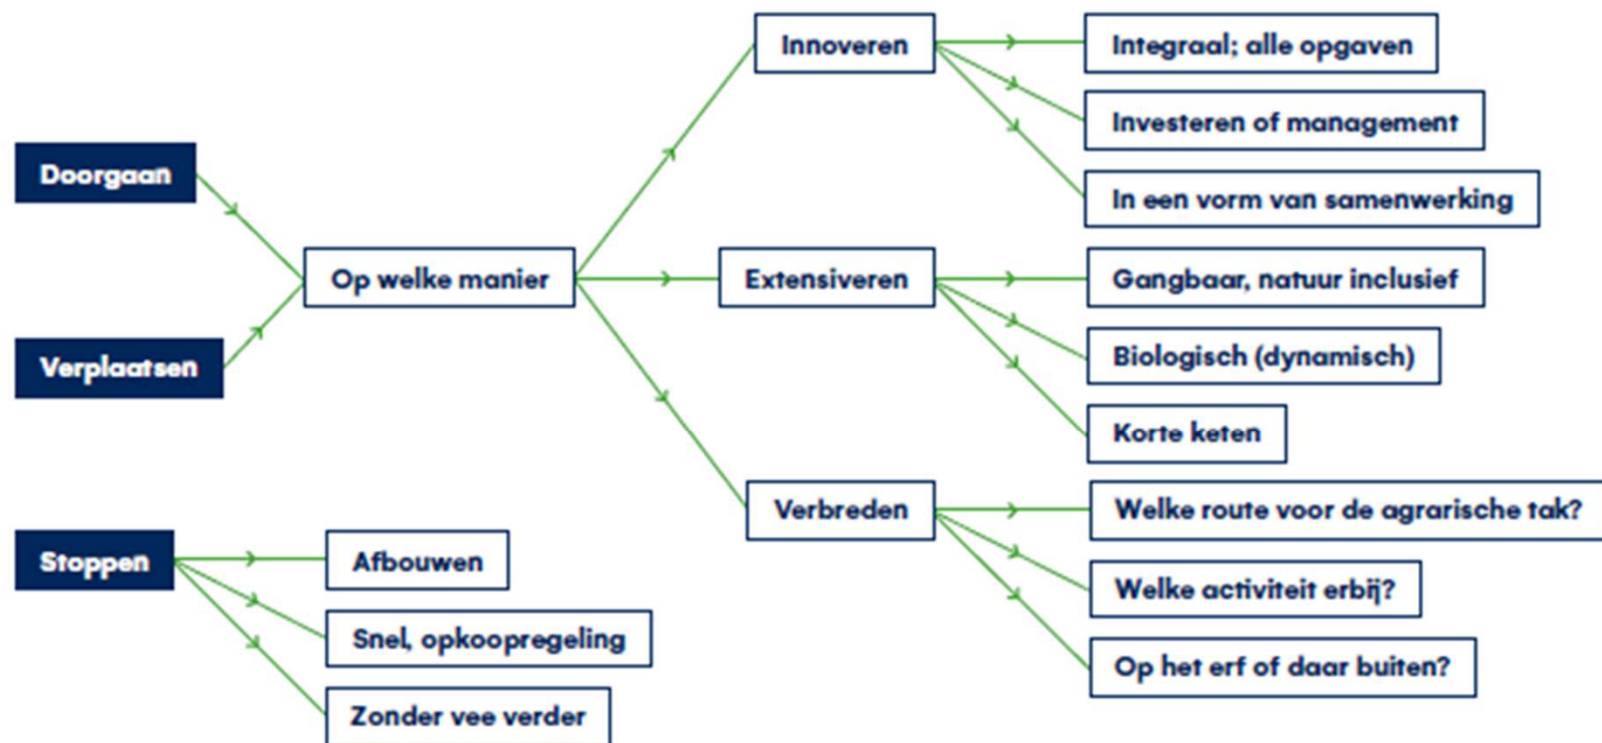 Doorgaan
Verplaatsen
Op welke manier
Innoveren
Integraal; alle opgaven
Investeren of management
In een vorm van samenwerking
Extensiveren
Gangbaar, natuur inclusief
Biologisch (dynamisch)
Korte keten
Verbreden
Welke route voor de agrarische tak?
Welke activiteit erbij?
Op het erf of daar buiten?
Stoppen
Afbouwen
Snel, opkoopregeling
Zonder vee verder